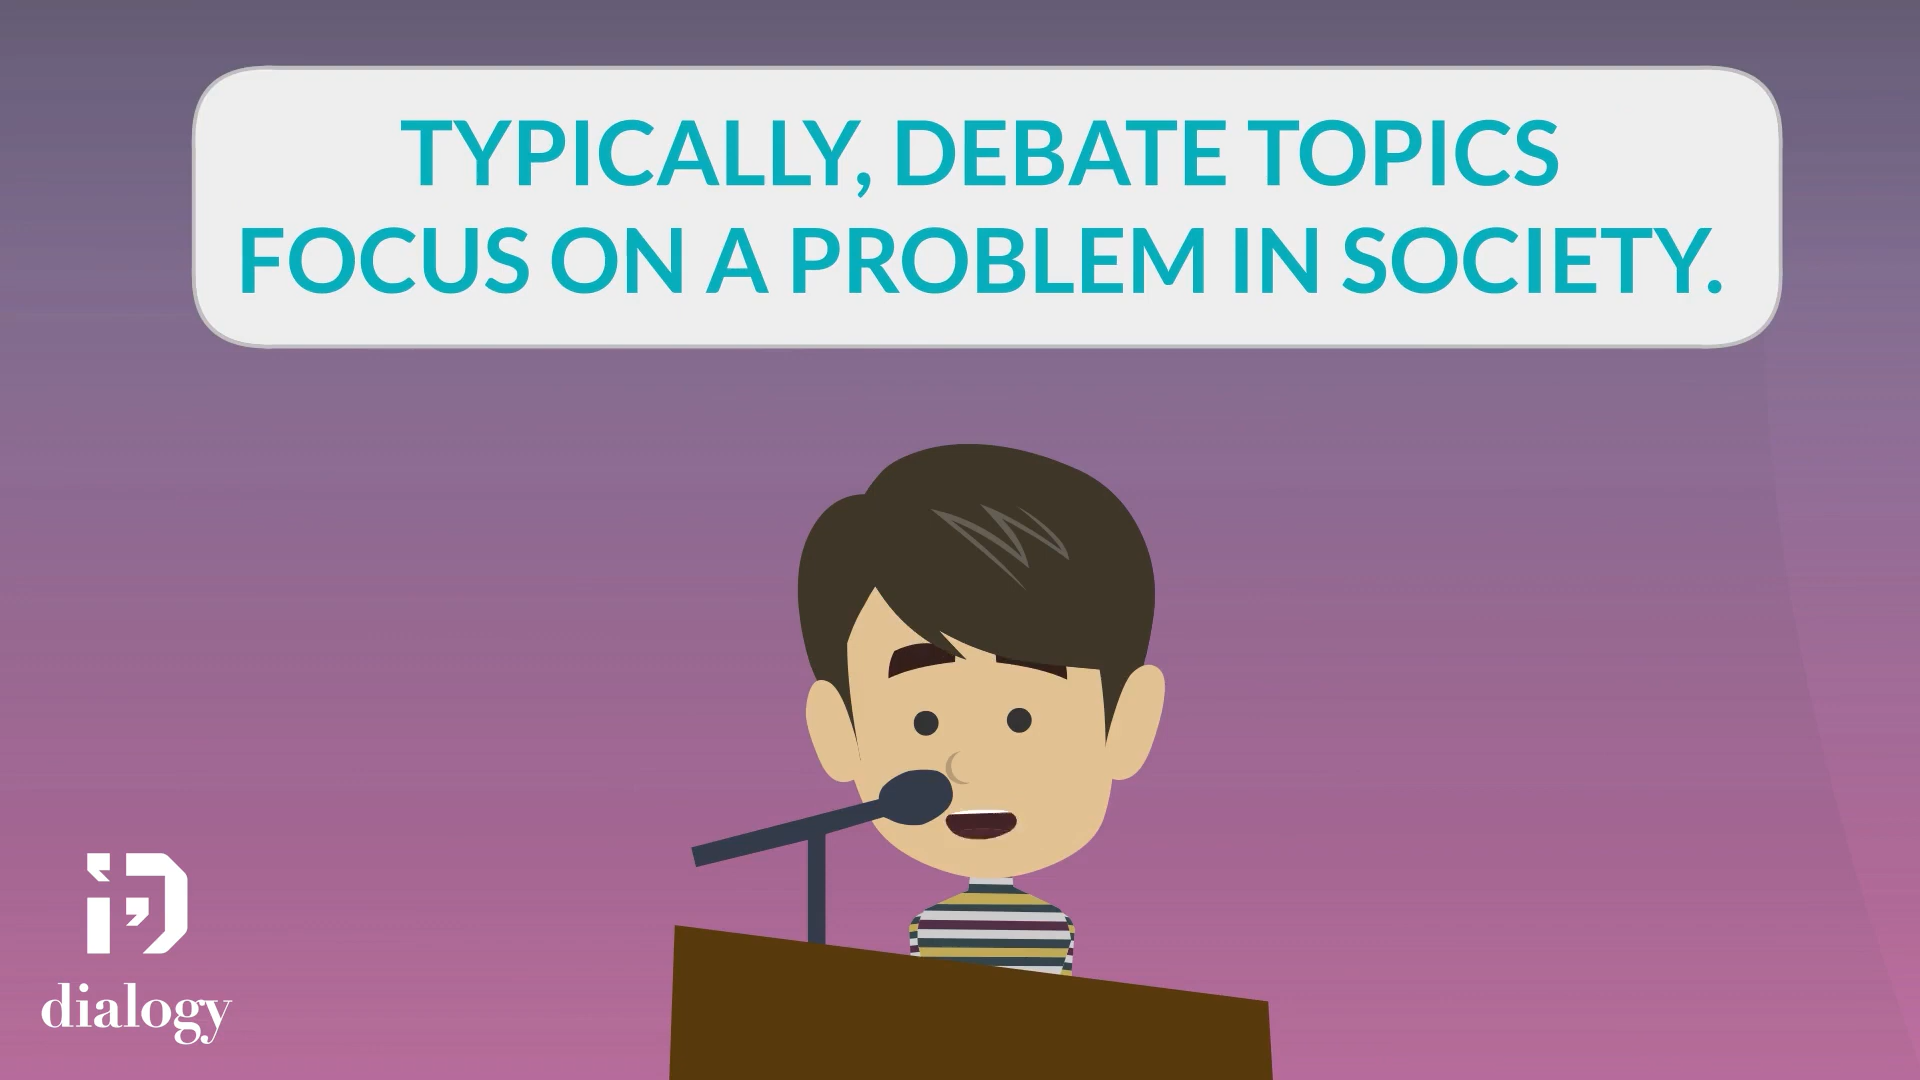 TYPICALLY, DEBATE TOPICS
FOCUS ON A PROBLEM IN SOCIETY.
dialogy